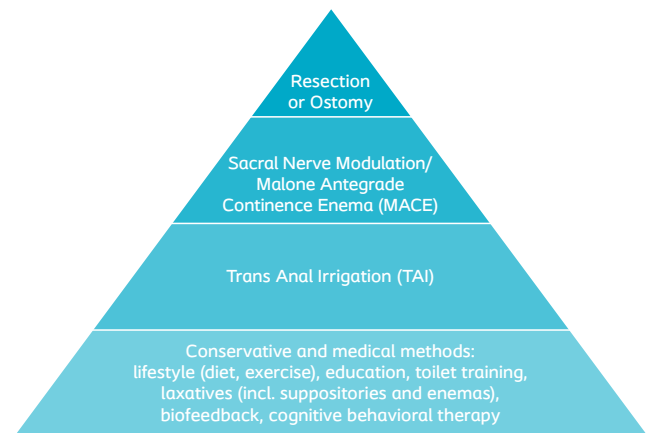 Resection
or Ostomy
Sacral Nerve Modulation/
Malone Antegrade
Continence Enema (MACE)
Trans Anal Irrigation (TAI)
Conservative and medical methods:
lifestyle (diet, exercise), education, toilet training,
laxatives (incl. suppositories and enemas),
biofeedback, cognitive behavioral therapy